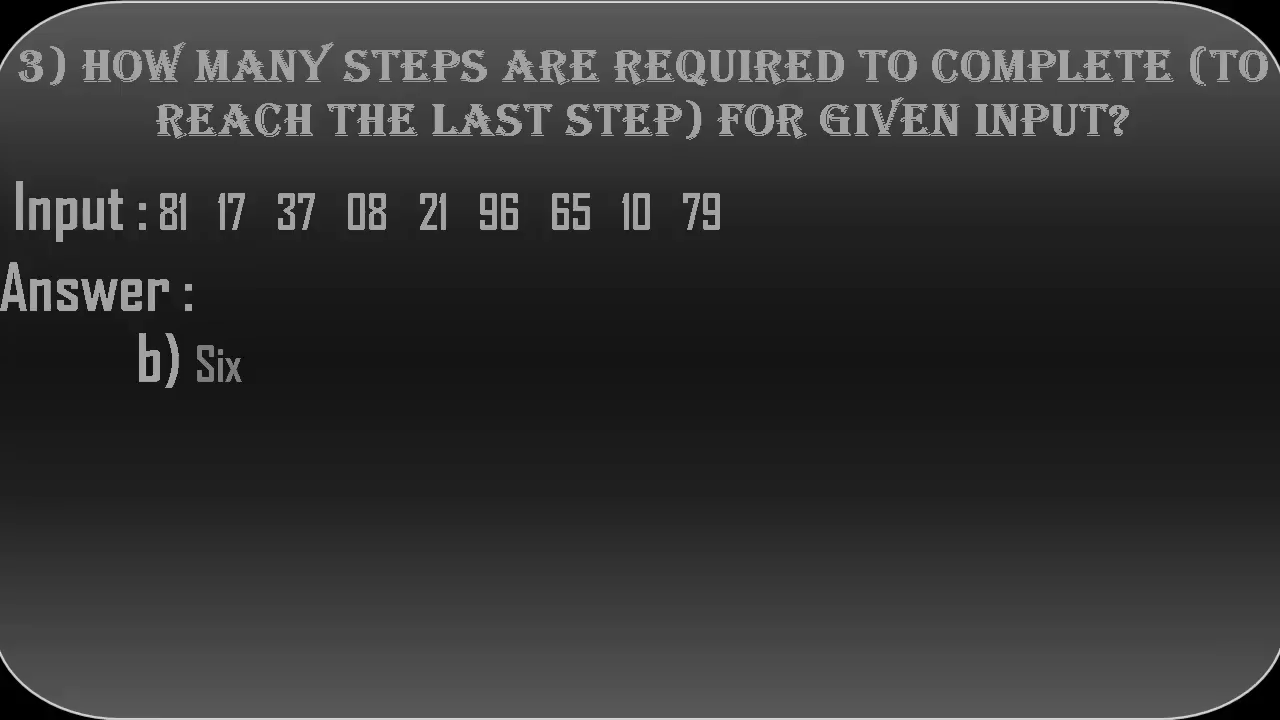 3) HOW MANY STEPS ARE REQUIRED TO COMPLETE (TO
REACH THE LAST STEP) FOR GIVEN INPUT?
Input : 81 17 37 08 21 96 65 10 79
Answer :
b) Six